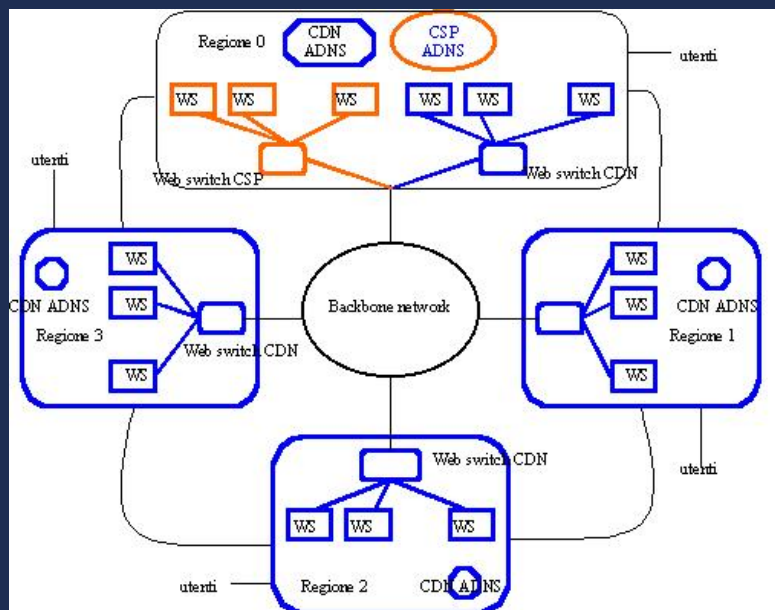 Regione 0
CDN
ADNS
CSP
ADNS
utenti
WS WS WS WS WS WS
Web switch CSP
Web switch CDN
utenti
WS
CDN ADNS
WS
Regione 3
WS
Web switch CDN
Backbone network
WS
CDN ADNS
WS
Regione 1
WS
utenti
Web switch CDN
WS WS WS
utenti
Regione 2
CDN ADNS